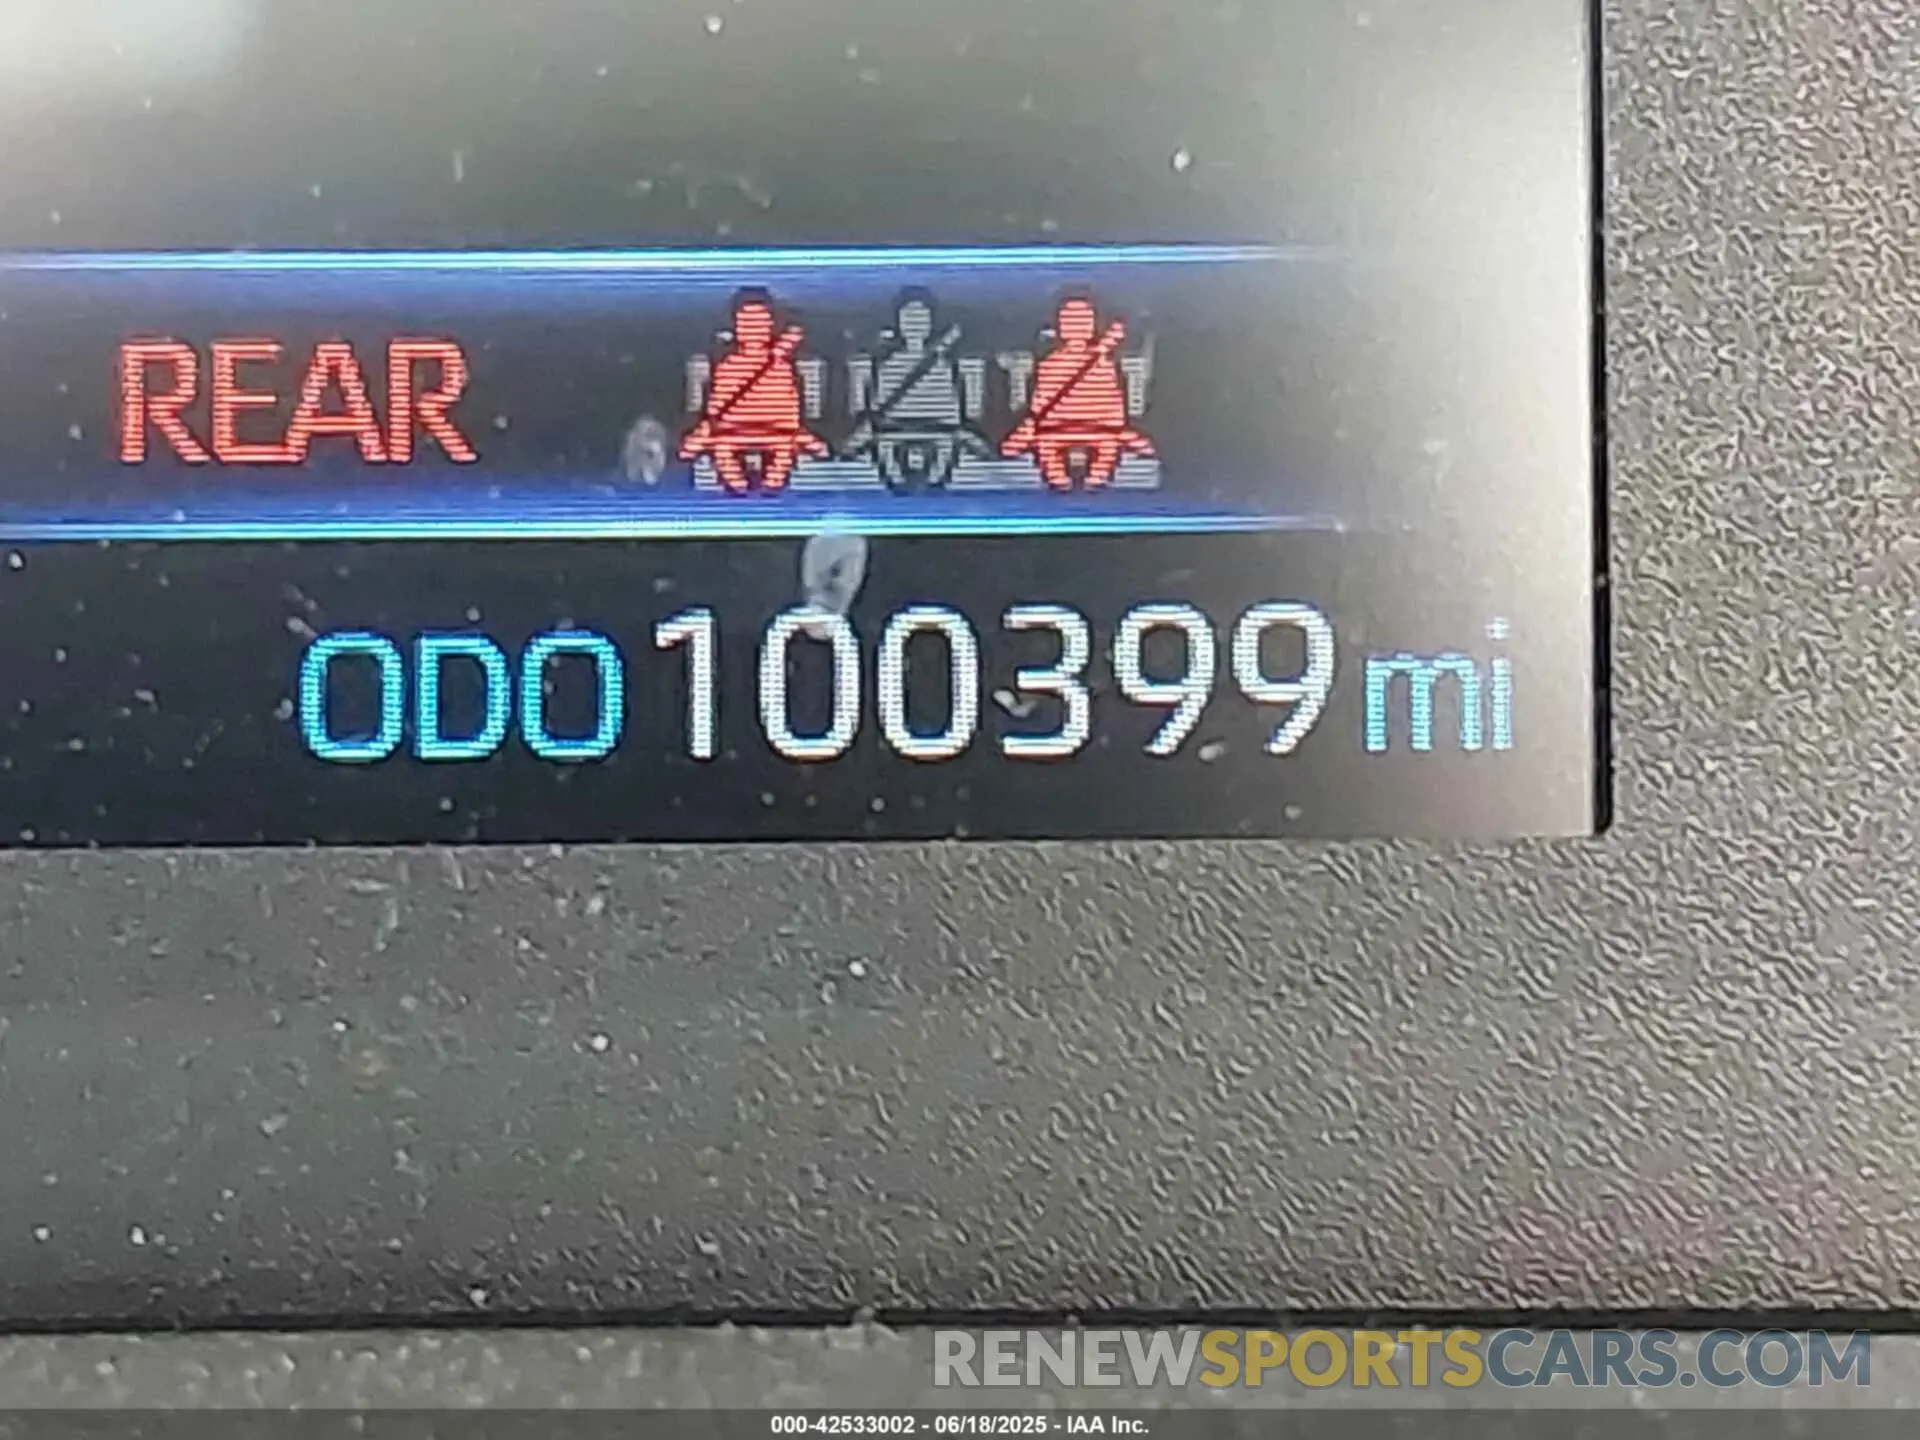 REAR
ODO 100399 mi
RENEWSPORTSCARS.COM
000-42533002 - 06/18/2025 - IAA Inc.